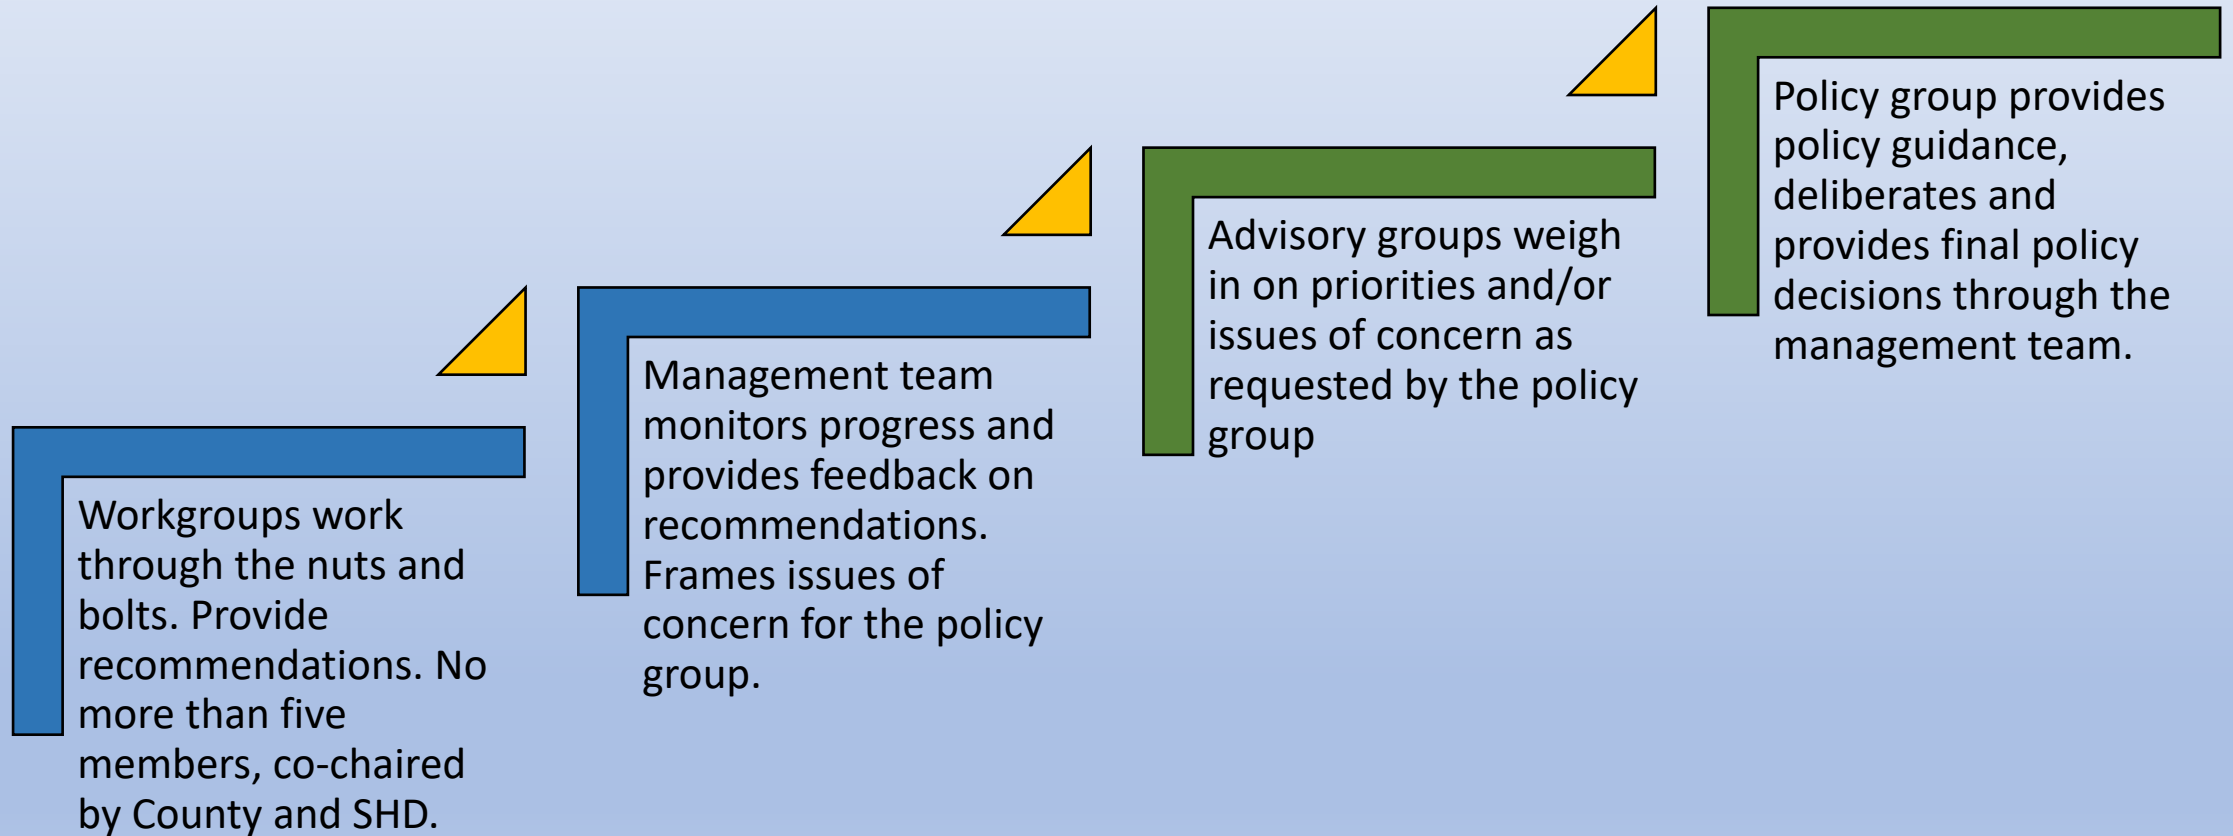 Workgroups work
through the nuts and
bolts. Provide
recommendations. No
more than five
members, co-chaired
by County and SHD.
Management team
monitors progress and
provides feedback on
recommendations.
Frames issues of
concern for the policy
group.
Advisory groups weigh
in on priorities and/or
issues of concern as
requested by the policy
group
Policy group provides
policy guidance,
deliberates and
provides final policy
decisions through the
management team.